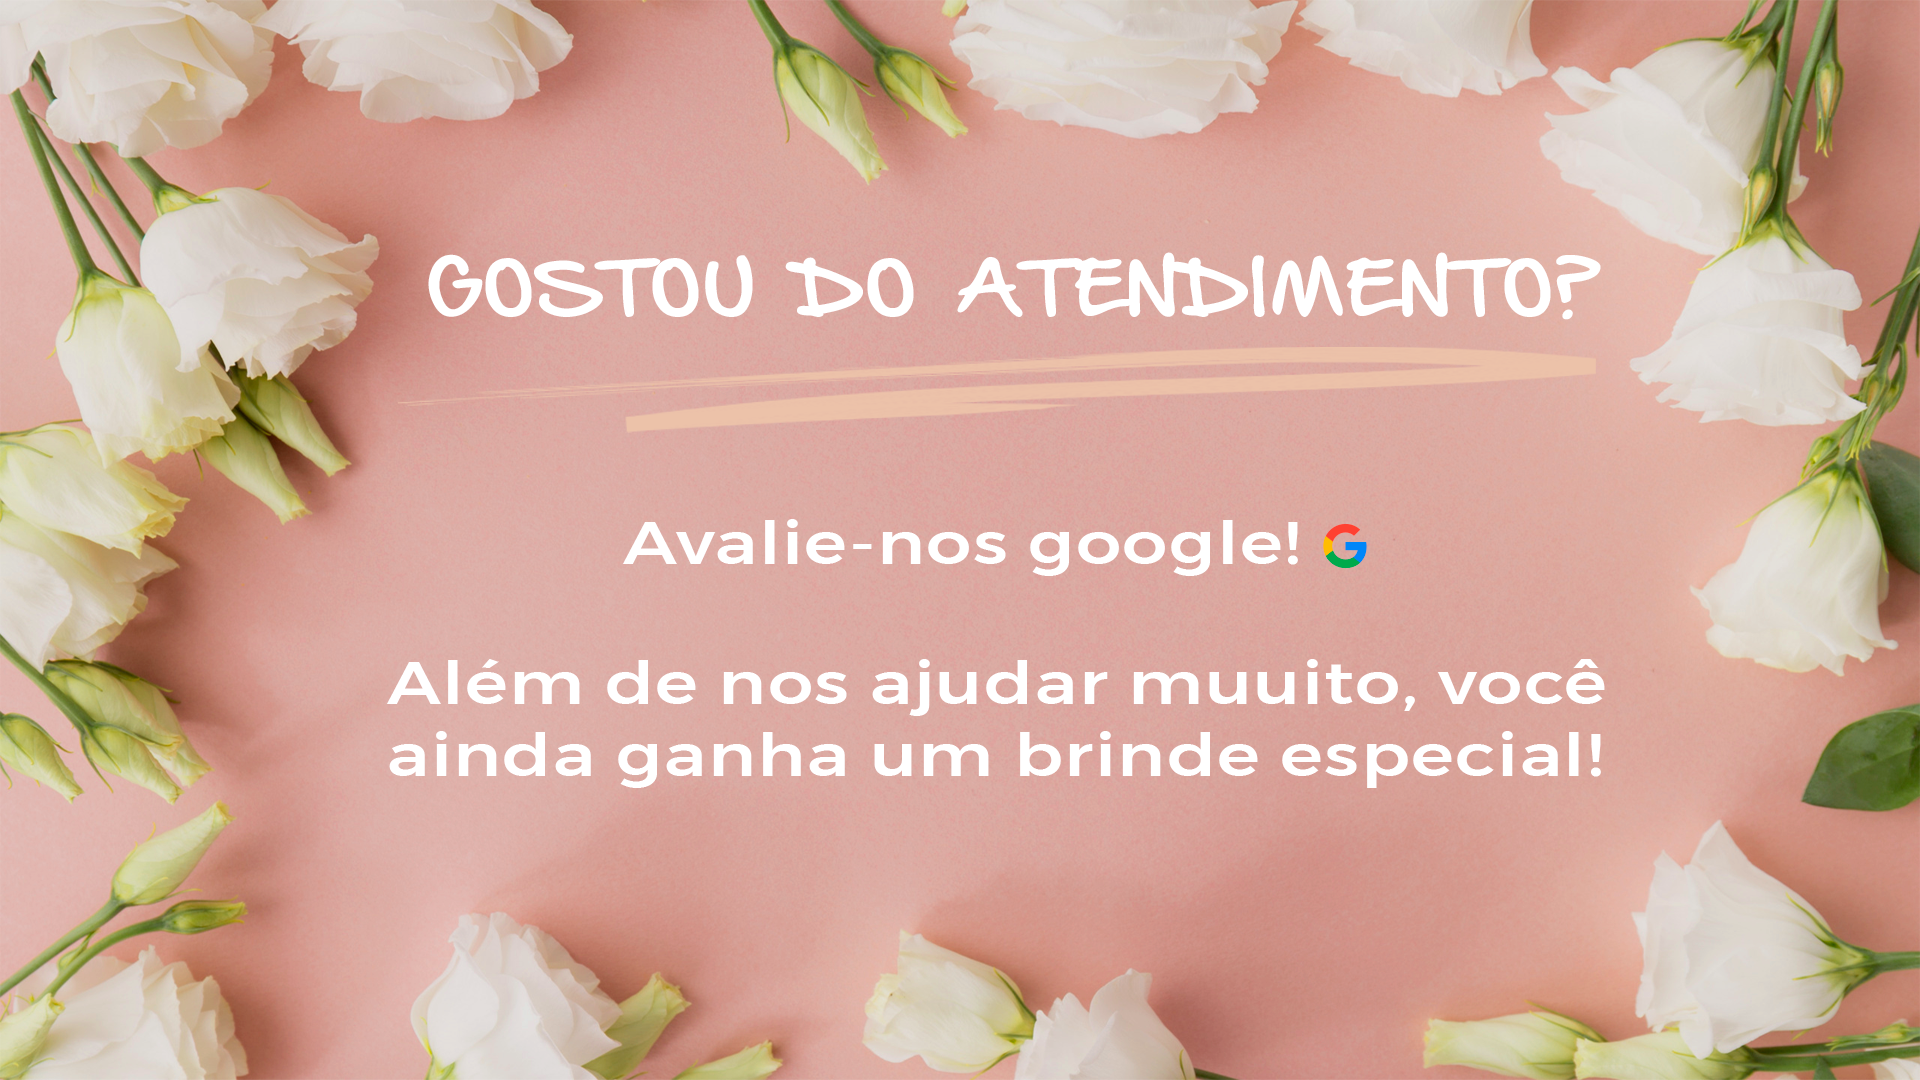 GOSTOU DO ATENDIMENTO?
Avalie-nos google! G
Além de nos ajudar muuito, você
ainda ganha um brinde especial!